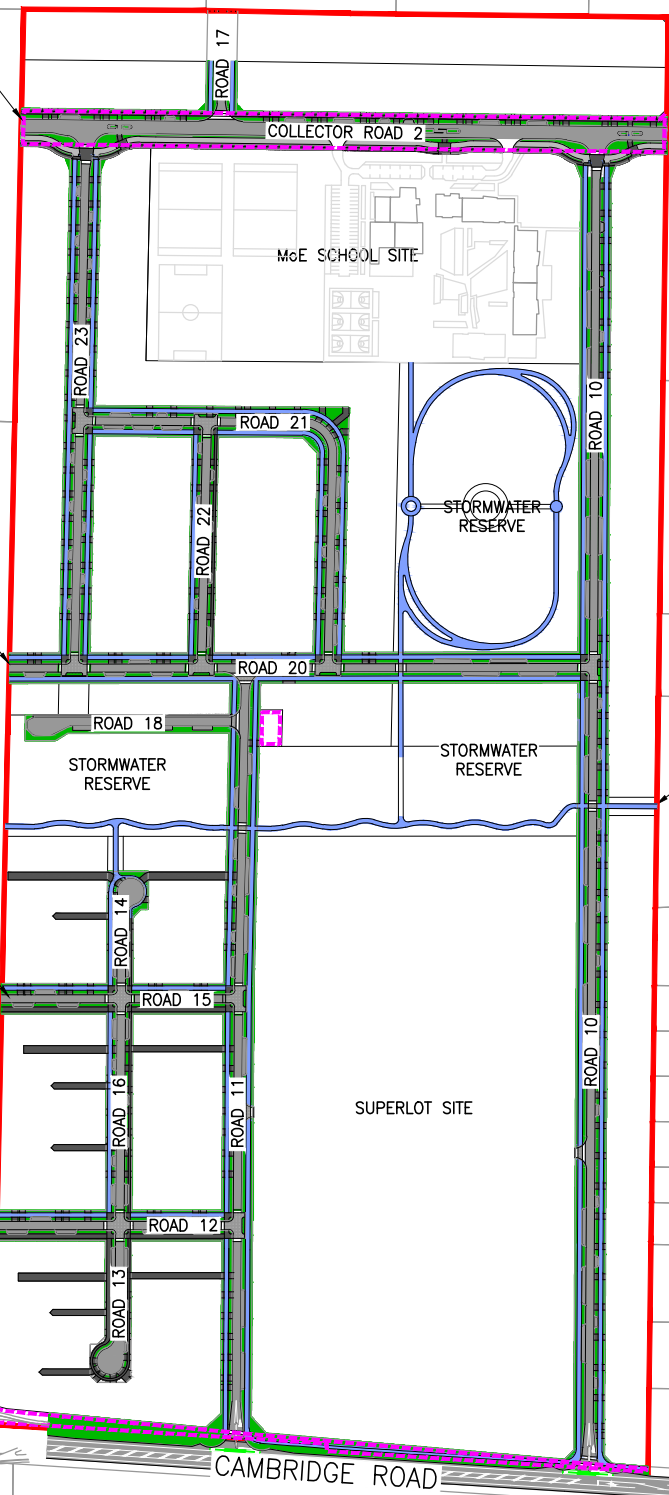 ROAD 17
COLLECTOR ROAD 2
MoE SCHOOL SITE
ROAD 23
ROAD 10
ROAD 21
ROAD 22
STORMWATER
RESERVE
ROAD 20
ROAD 18
STORMWATER
RESERVE
STORMWATER
RESERVE
ROAD 14
ROAD 15
ROAD 10
ROAD 16
ROAD 11
SUPERLOT SITE
ROAD 12
ROAD 13
CAMBRIDGE ROAD